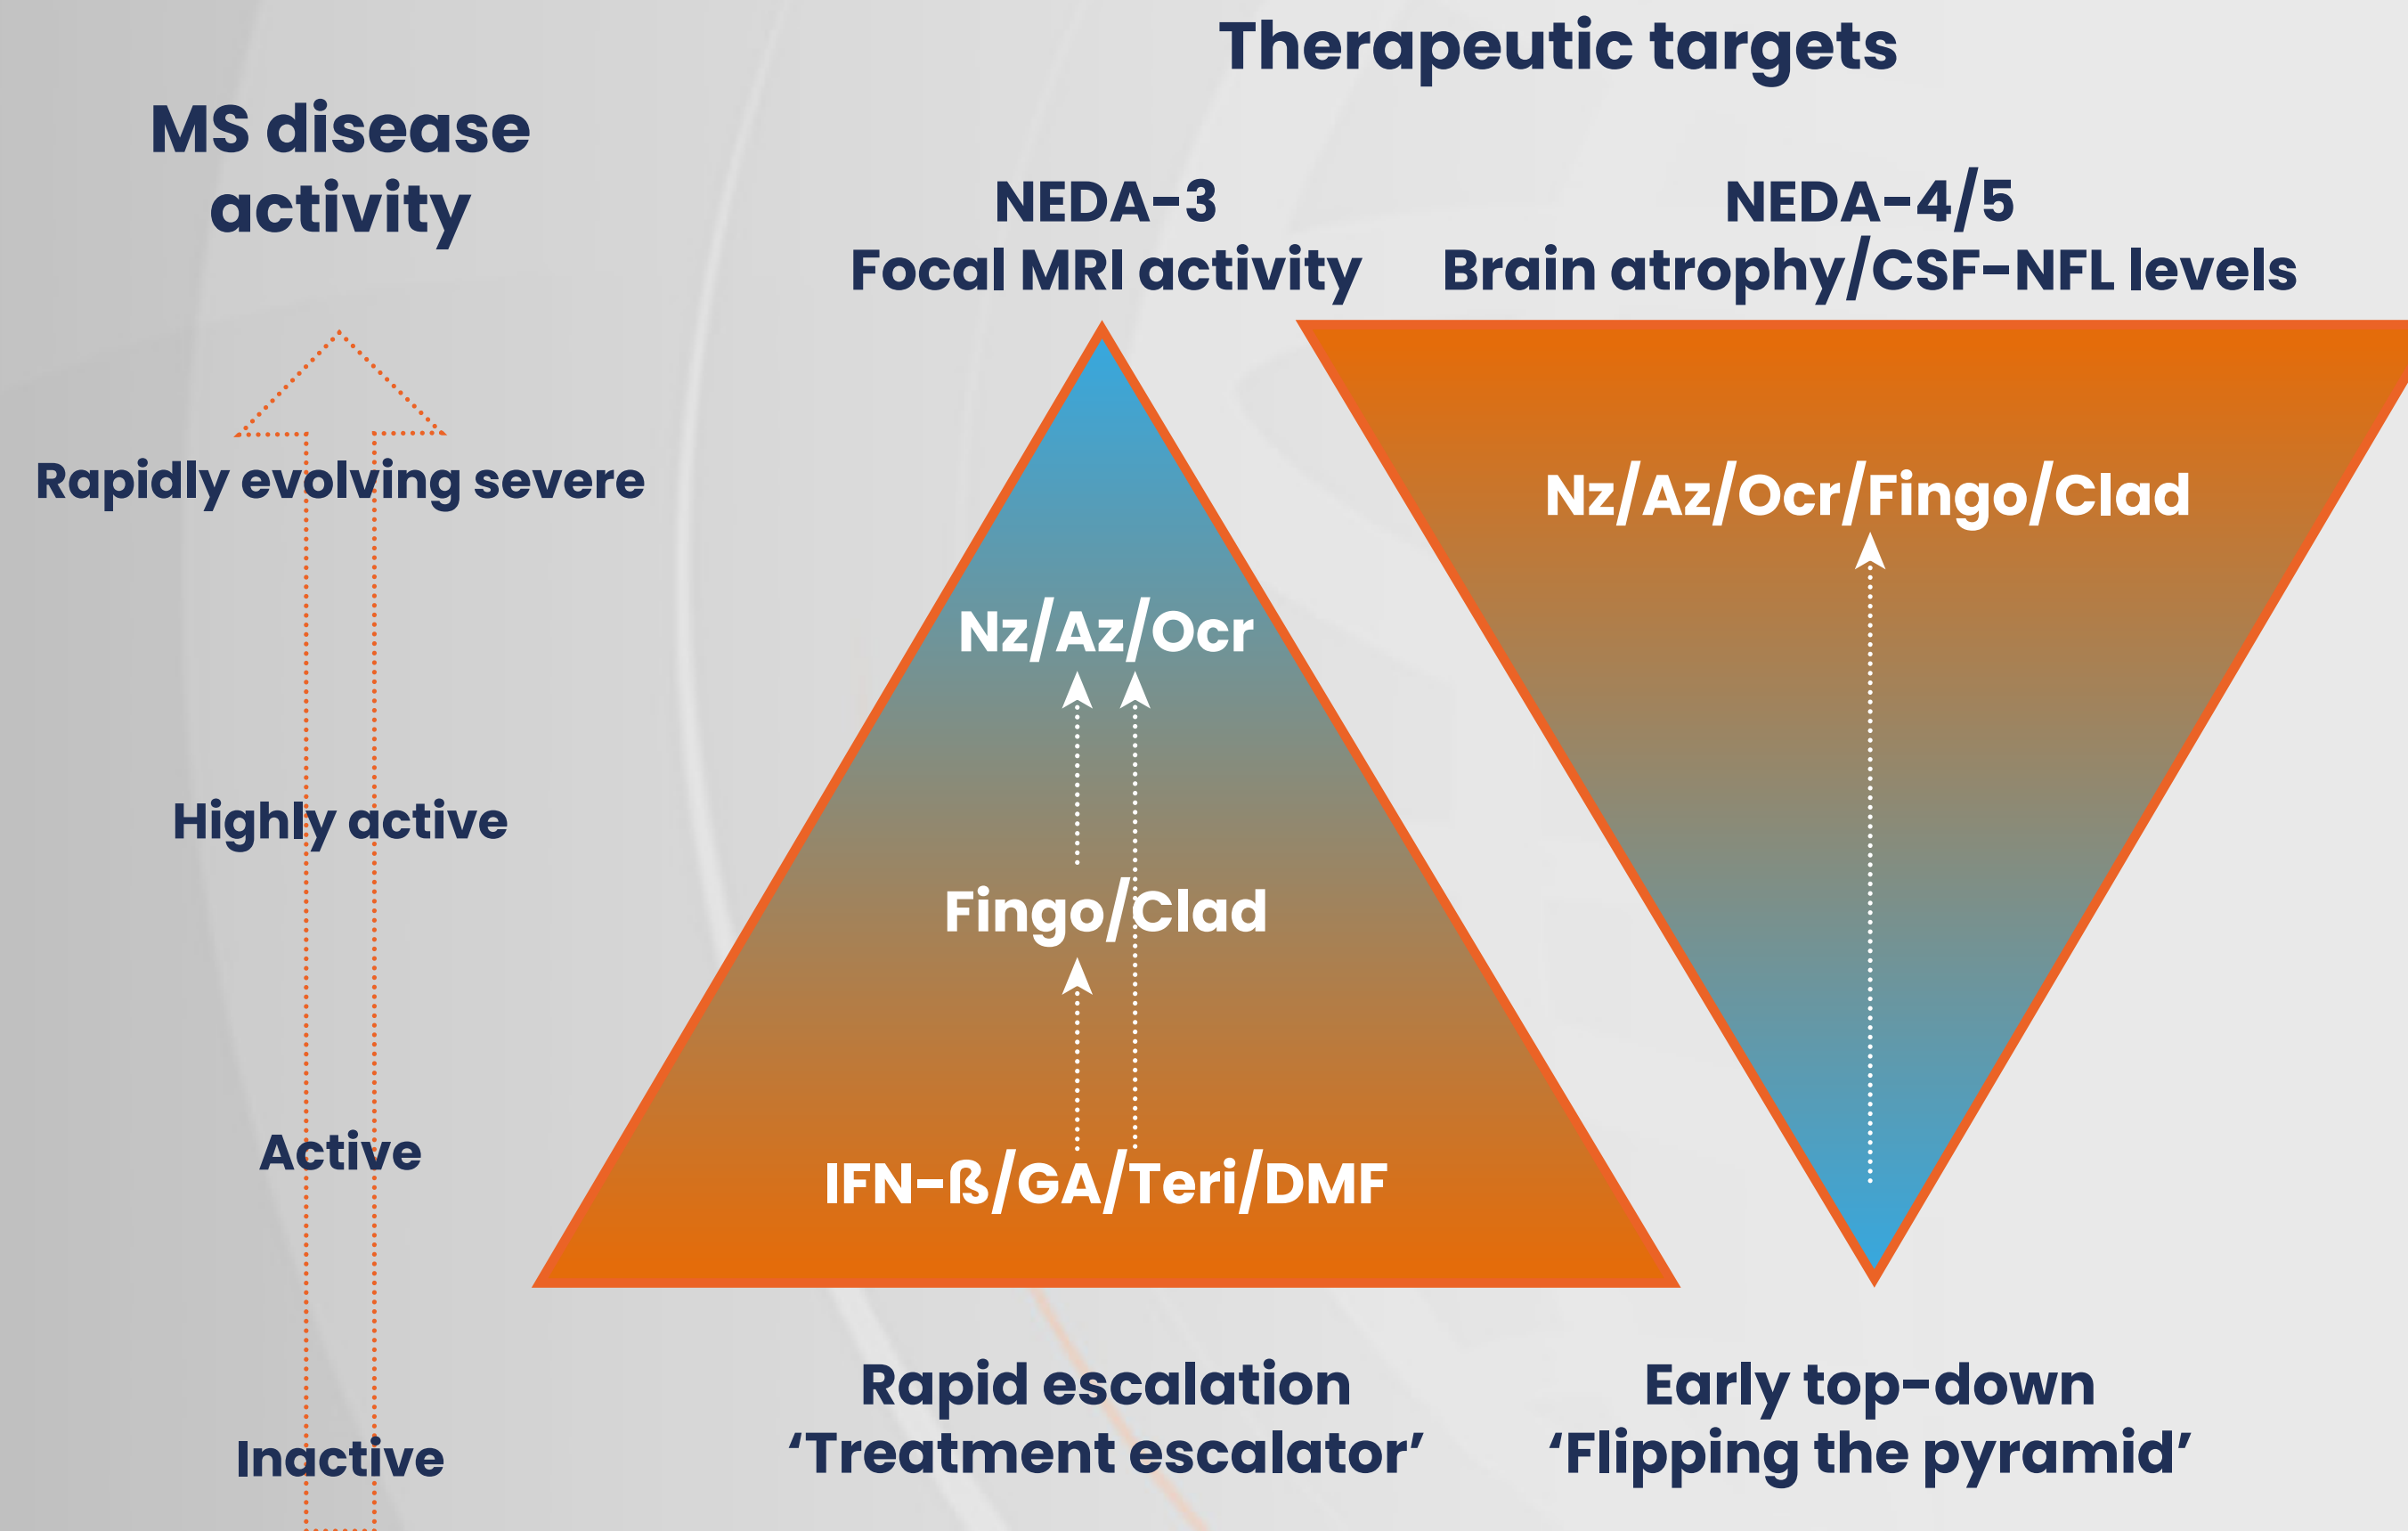 Therapeutic targets
MS disease
activity
NEDA-3
Focal MRI activity
NEDA-4/5
Brain atrophy/CSF-NFL levels
Rapidly evolving severe
Highly active
Active
Inactive
Nz/Az/Ocr
Fingo/Clad
IFN-ß/GA/Teri/DMF
Nz/Az/Ocr/Fingo/Clad
Rapid escalation
‘Treatment escalator’
Early top-down
‘Flipping the pyramid’